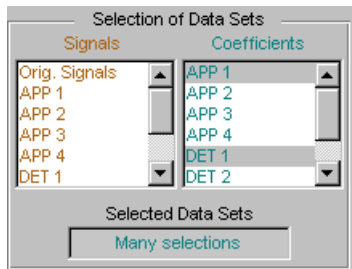 Selection of Data Sets
Signals Coefficients
Orig. Signals APP 1
APP 1 APP 2
APP 2 APP 3
APP 3 APP 4
APP 4 DET 1
DET 1 DET 2
Selected Data Sets
Many selections